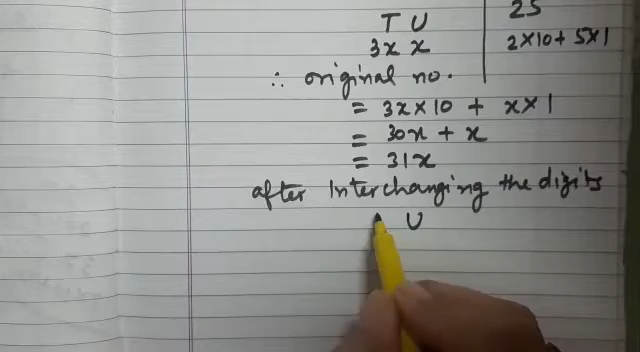 T U
3x x
∴ original no.
= 3x×10 + x×1
= 30x + x
= 31x
after Interchanging the digits
U
25
2×10+5×1